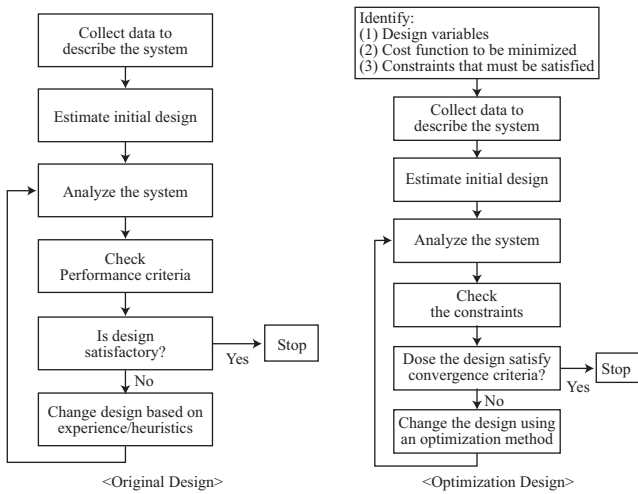 Collect data to
describe the system
Estimate initial design
Analyze the system
Check
Performance criteria
Is design
satisfactory?
Yes
Stop
No
Change design based on
experience/heuristics
<Original Design>
Identify:
(1) Design variables
(2) Cost function to be minimized
(3) Constraints that must be satisfied
Collect data to
describe the system
Estimate initial design
Analyze the system
Check
the constraints
Dose the design satisfy
convergence criteria?
Yes
Stop
No
Change the design using
an optimization method
<Optimization Design>